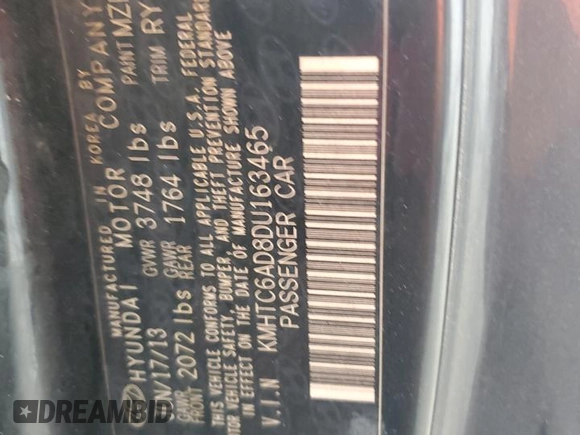 MANUFACTURED IN KOREA BY
HYUNDAI MOTOR COMPANY
/17/13 GVWR 3748 lbs PAINT
GAWR FRONT 2072 lbs GAWR REAR 1764 lbs TRIM RY
THIS VEHICLE CONFORMS TO ALL APPLICABLE U.S.A. FEDERAL
MOTOR VEHICLE SAFETY, BUMPER, AND THEFT PREVENTION STANDARDS
IN EFFECT ON THE DATE OF MANUFACTURE SHOWN ABOVE
V.I.N KMHTC6AD8DU163465
PASSENGER CAR
DREAMBID